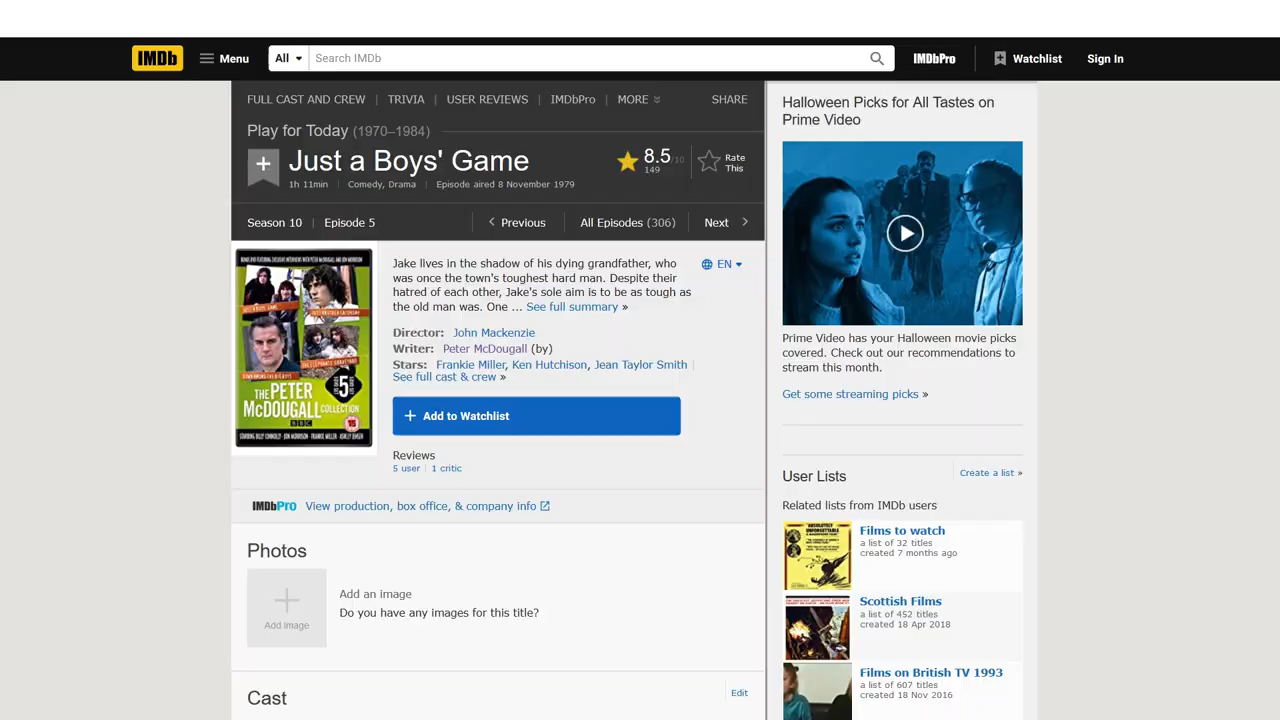 IMDb
Menu
All
Search IMDb
IMDbPro
Watchlist
Sign In
FULL CAST AND CREW | TRIVIA | USER REVIEWS | IMDbPro | MORE
SHARE
Play for Today (1970–1984)
+
Just a Boys' Game
8.5/10
149
Rate This
1h 11min | Comedy, Drama | Episode aired 8 November 1979
Season 10 | Episode 5
Previous
All Episodes (306)
Next
THE PETER
McDOUGALL
COLLECTION
BBC
5
15
Jake lives in the shadow of his dying grandfather, who
was once the town's toughest hard man. Despite their
hatred of each other, Jake's sole aim is to be as tough as
the old man was. One ... See full summary »
EN
Director: John Mackenzie
Writer: Peter McDougall (by)
Stars: Frankie Miller, Ken Hutchison, Jean Taylor Smith |
See full cast & crew »
+ Add to Watchlist
Reviews
5 user | 1 critic
IMDbPro View production, box office, & company info
Photos
Add Image
Add an image
Do you have any images for this title?
Cast
Edit
Halloween Picks for All Tastes on
Prime Video
Prime Video has your Halloween movie picks
covered. Check out our recommendations to
stream this month.
Get some streaming picks »
User Lists
Create a list »
Related lists from IMDb users
Films to watch
a list of 32 titles
created 7 months ago
Scottish Films
a list of 452 titles
created 18 Apr 2018
Films on British TV 1993
a list of 607 titles
created 18 Nov 2016